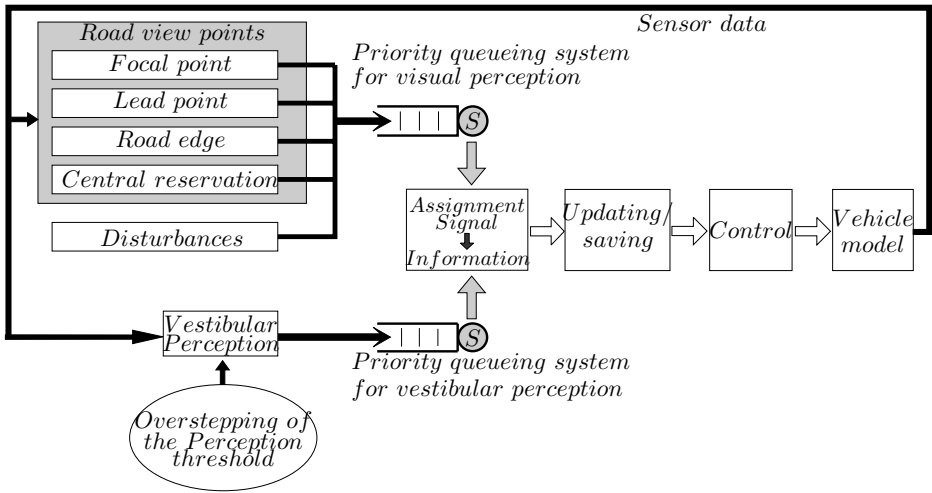 Sensor data
Road view points
Focal point
Lead point
Road edge
Central reservation
Disturbances
Priority queueing system
for visual perception
S
Assignment
Signal
Information
Updating/
saving
Control
Vehicle
model
Vestibular
Perception
S
Priority queueing system
for vestibular perception
Overstepping of
the Perception
threshold